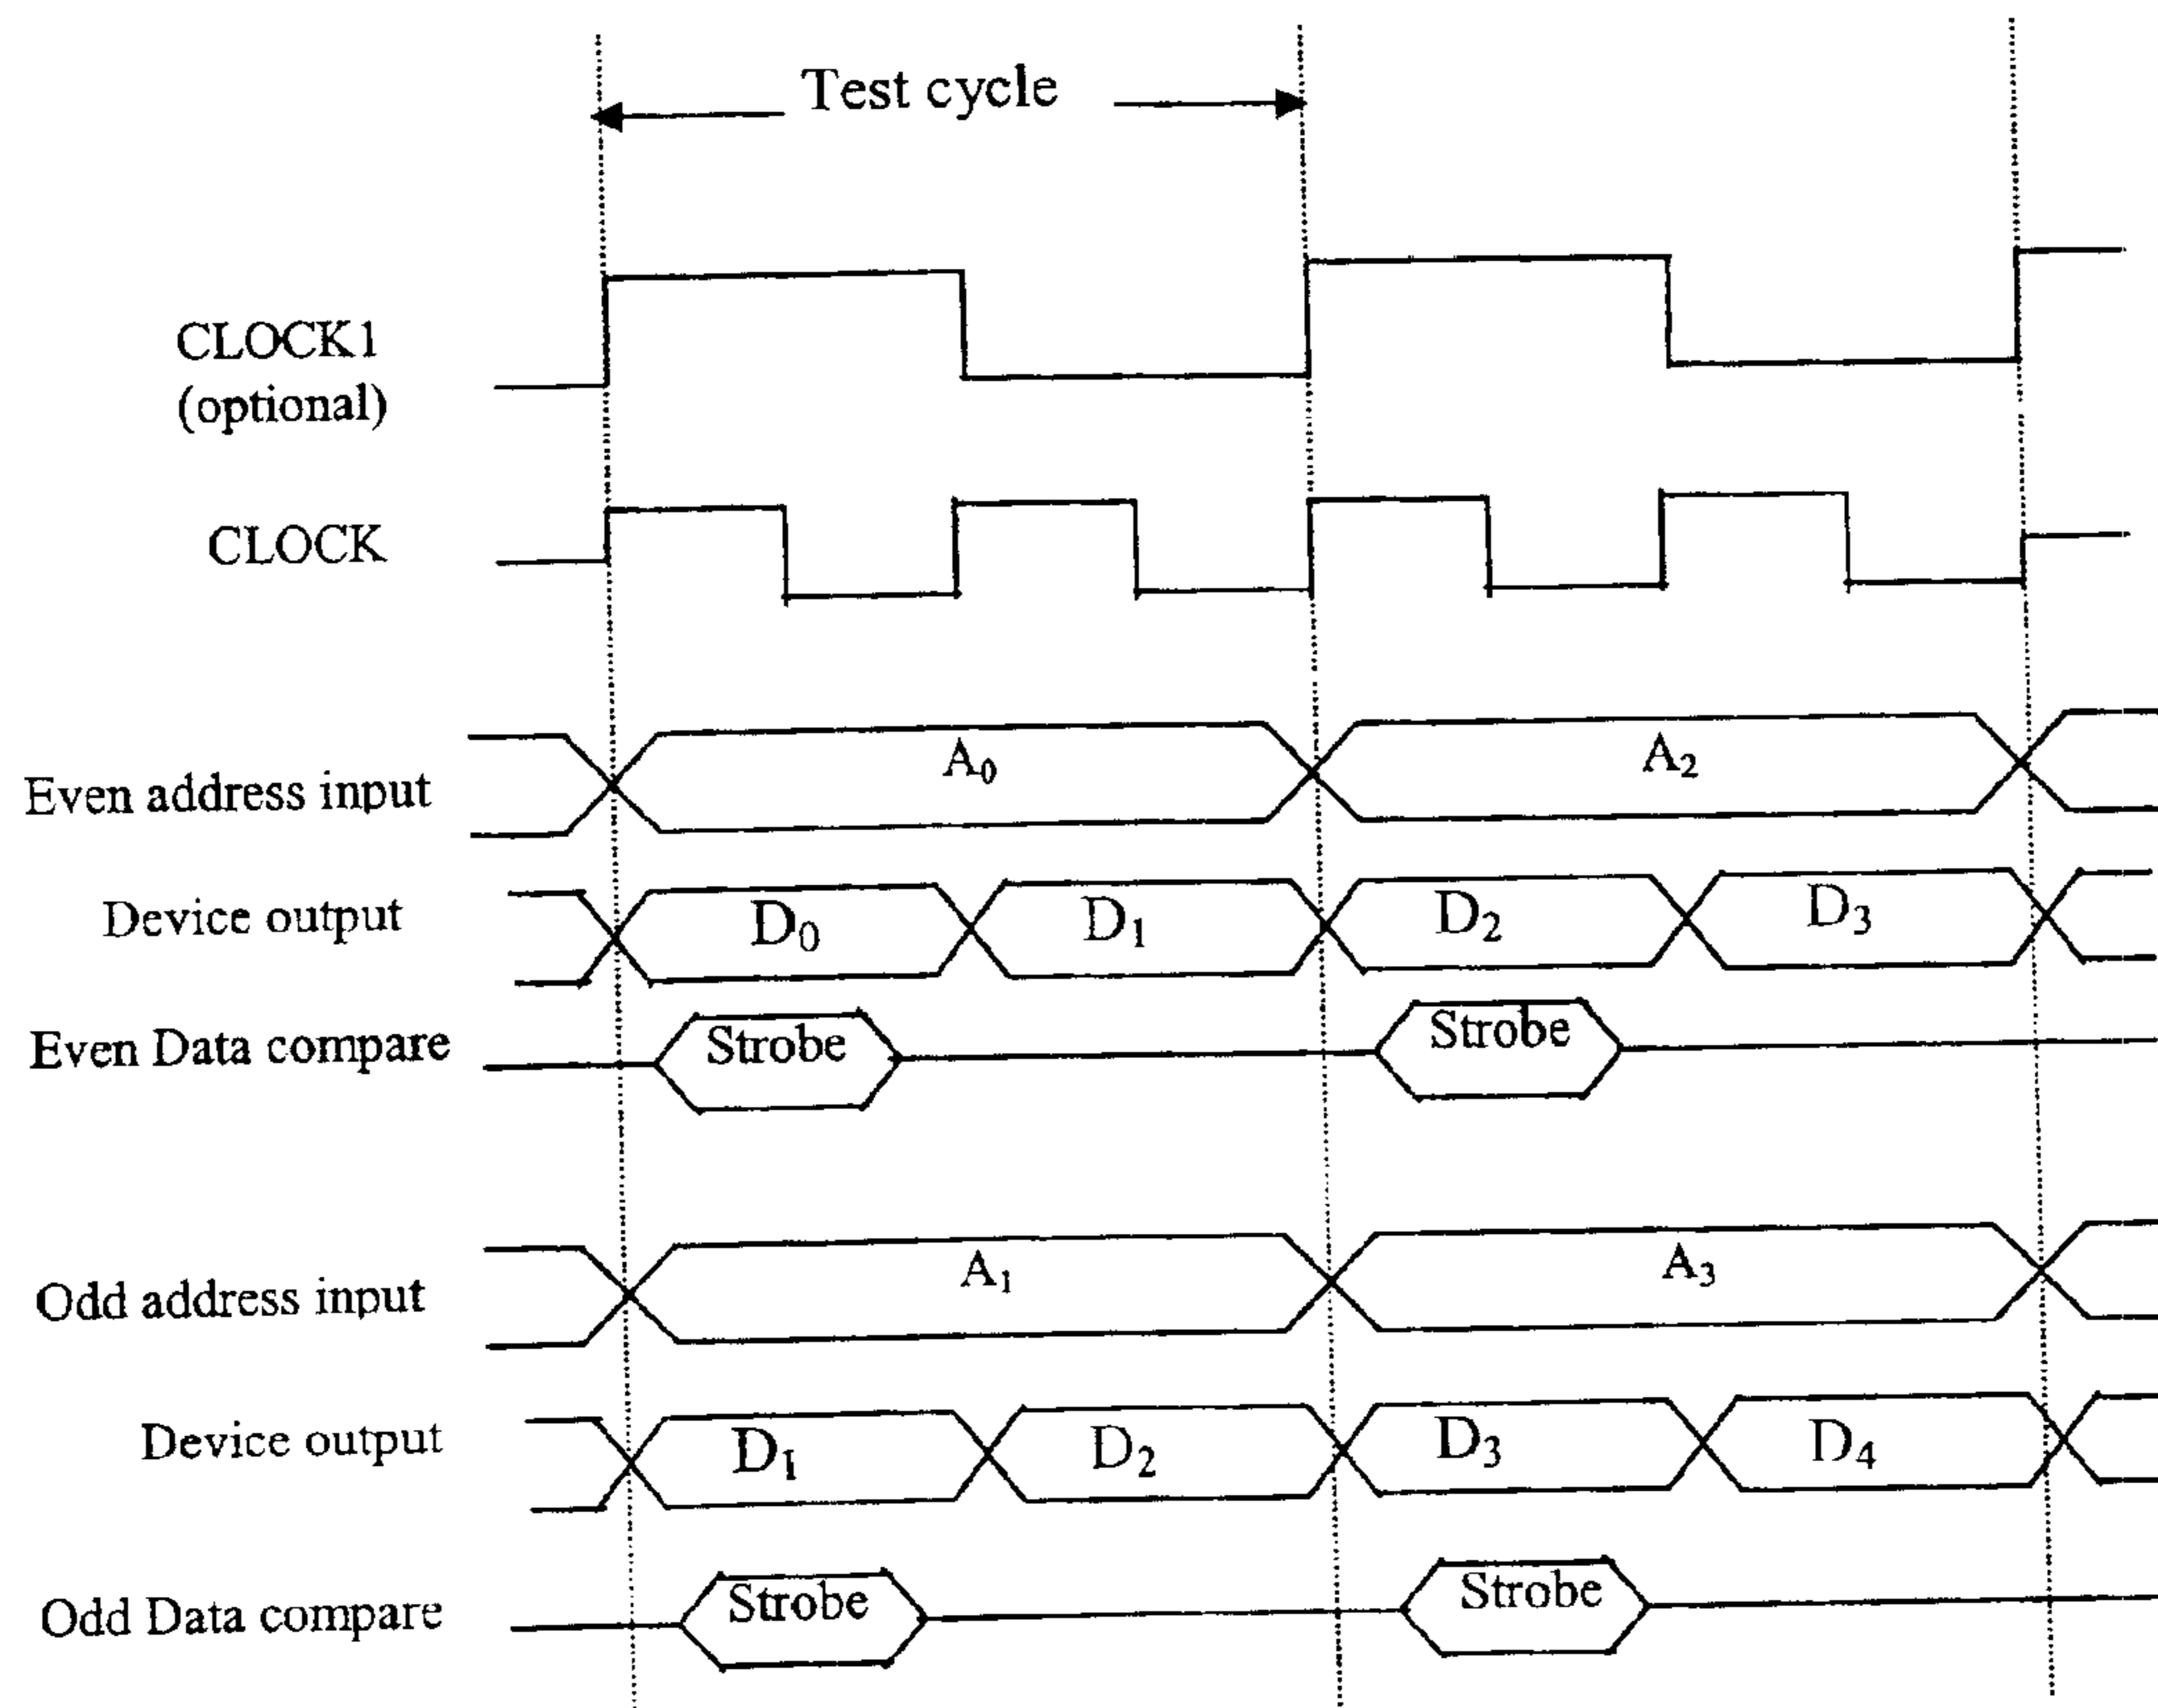 Test cycle
CLOCK1
(optional)
CLOCK
Even address input
A₀ A₂
Device output
D₀ D₁ D₂ D₃
Even Data compare
Strobe Strobe
Odd address input
A₁ A₃
Device output
D₁ D₂ D₃ D₄
Odd Data compare
Strobe Strobe